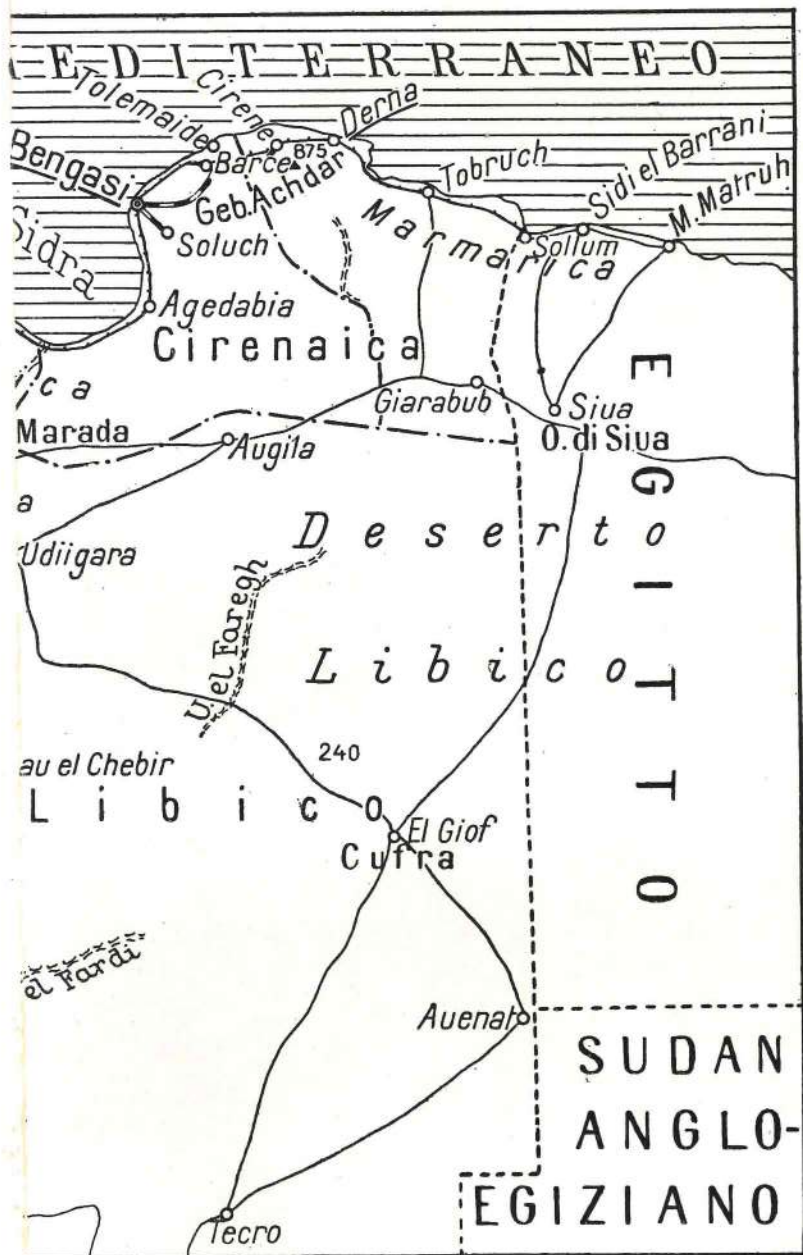 EDITERRANEO
Tolemaide
Cirene
Derna
Bengasi
Barce
875
Geb. Achdar
Tobruch
Sidi el Barrani
M. Matruh
Sidra
Soluch
Marmarica
Sollum
Agedabia
Cirenaica
ca
Giarabub
Siua
Marada
Augila
O. di Siua
EGITTO
a
Deserto
Udiigara
U. el Faregh
Libico
240
au el Chebir
Libico
El Giof
Cufra
el Fardi
Auenat
SUDAN
ANGLO-
EGIZIANO
Tecro